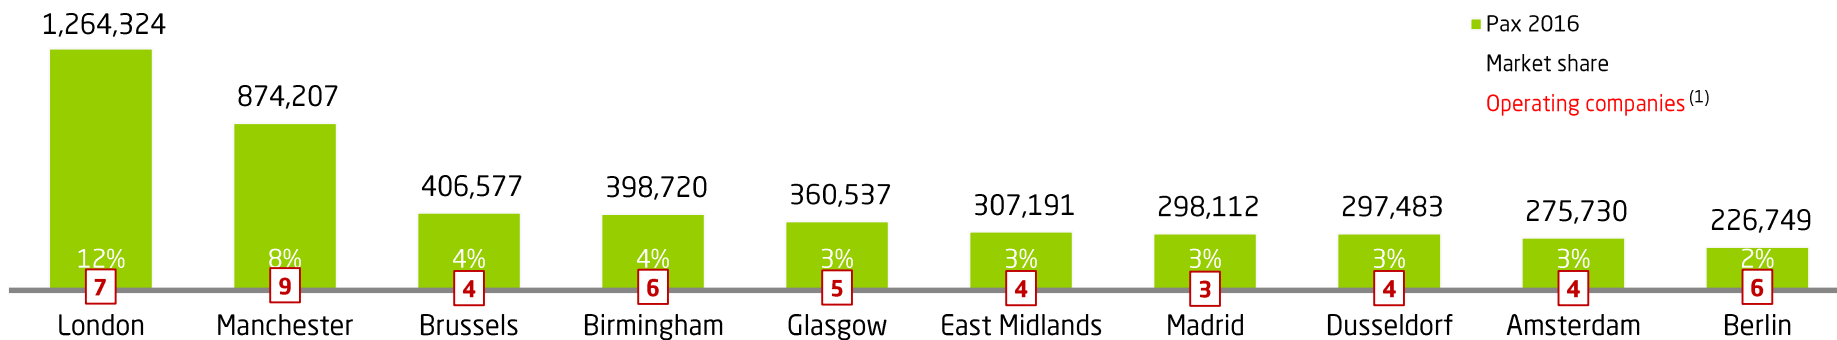 1,264,324
874,207
406,577
398,720
360,537
307,191
298,112
297,483
275,730
226,749
Pax 2016
Market share
Operating companies (1)
12% 8% 4% 4% 3% 3% 3% 3% 3% 2%
7 9 4 6 5 4 3 4 4 6
London Manchester Brussels Birmingham Glasgow East Midlands Madrid Dusseldorf Amsterdam Berlin